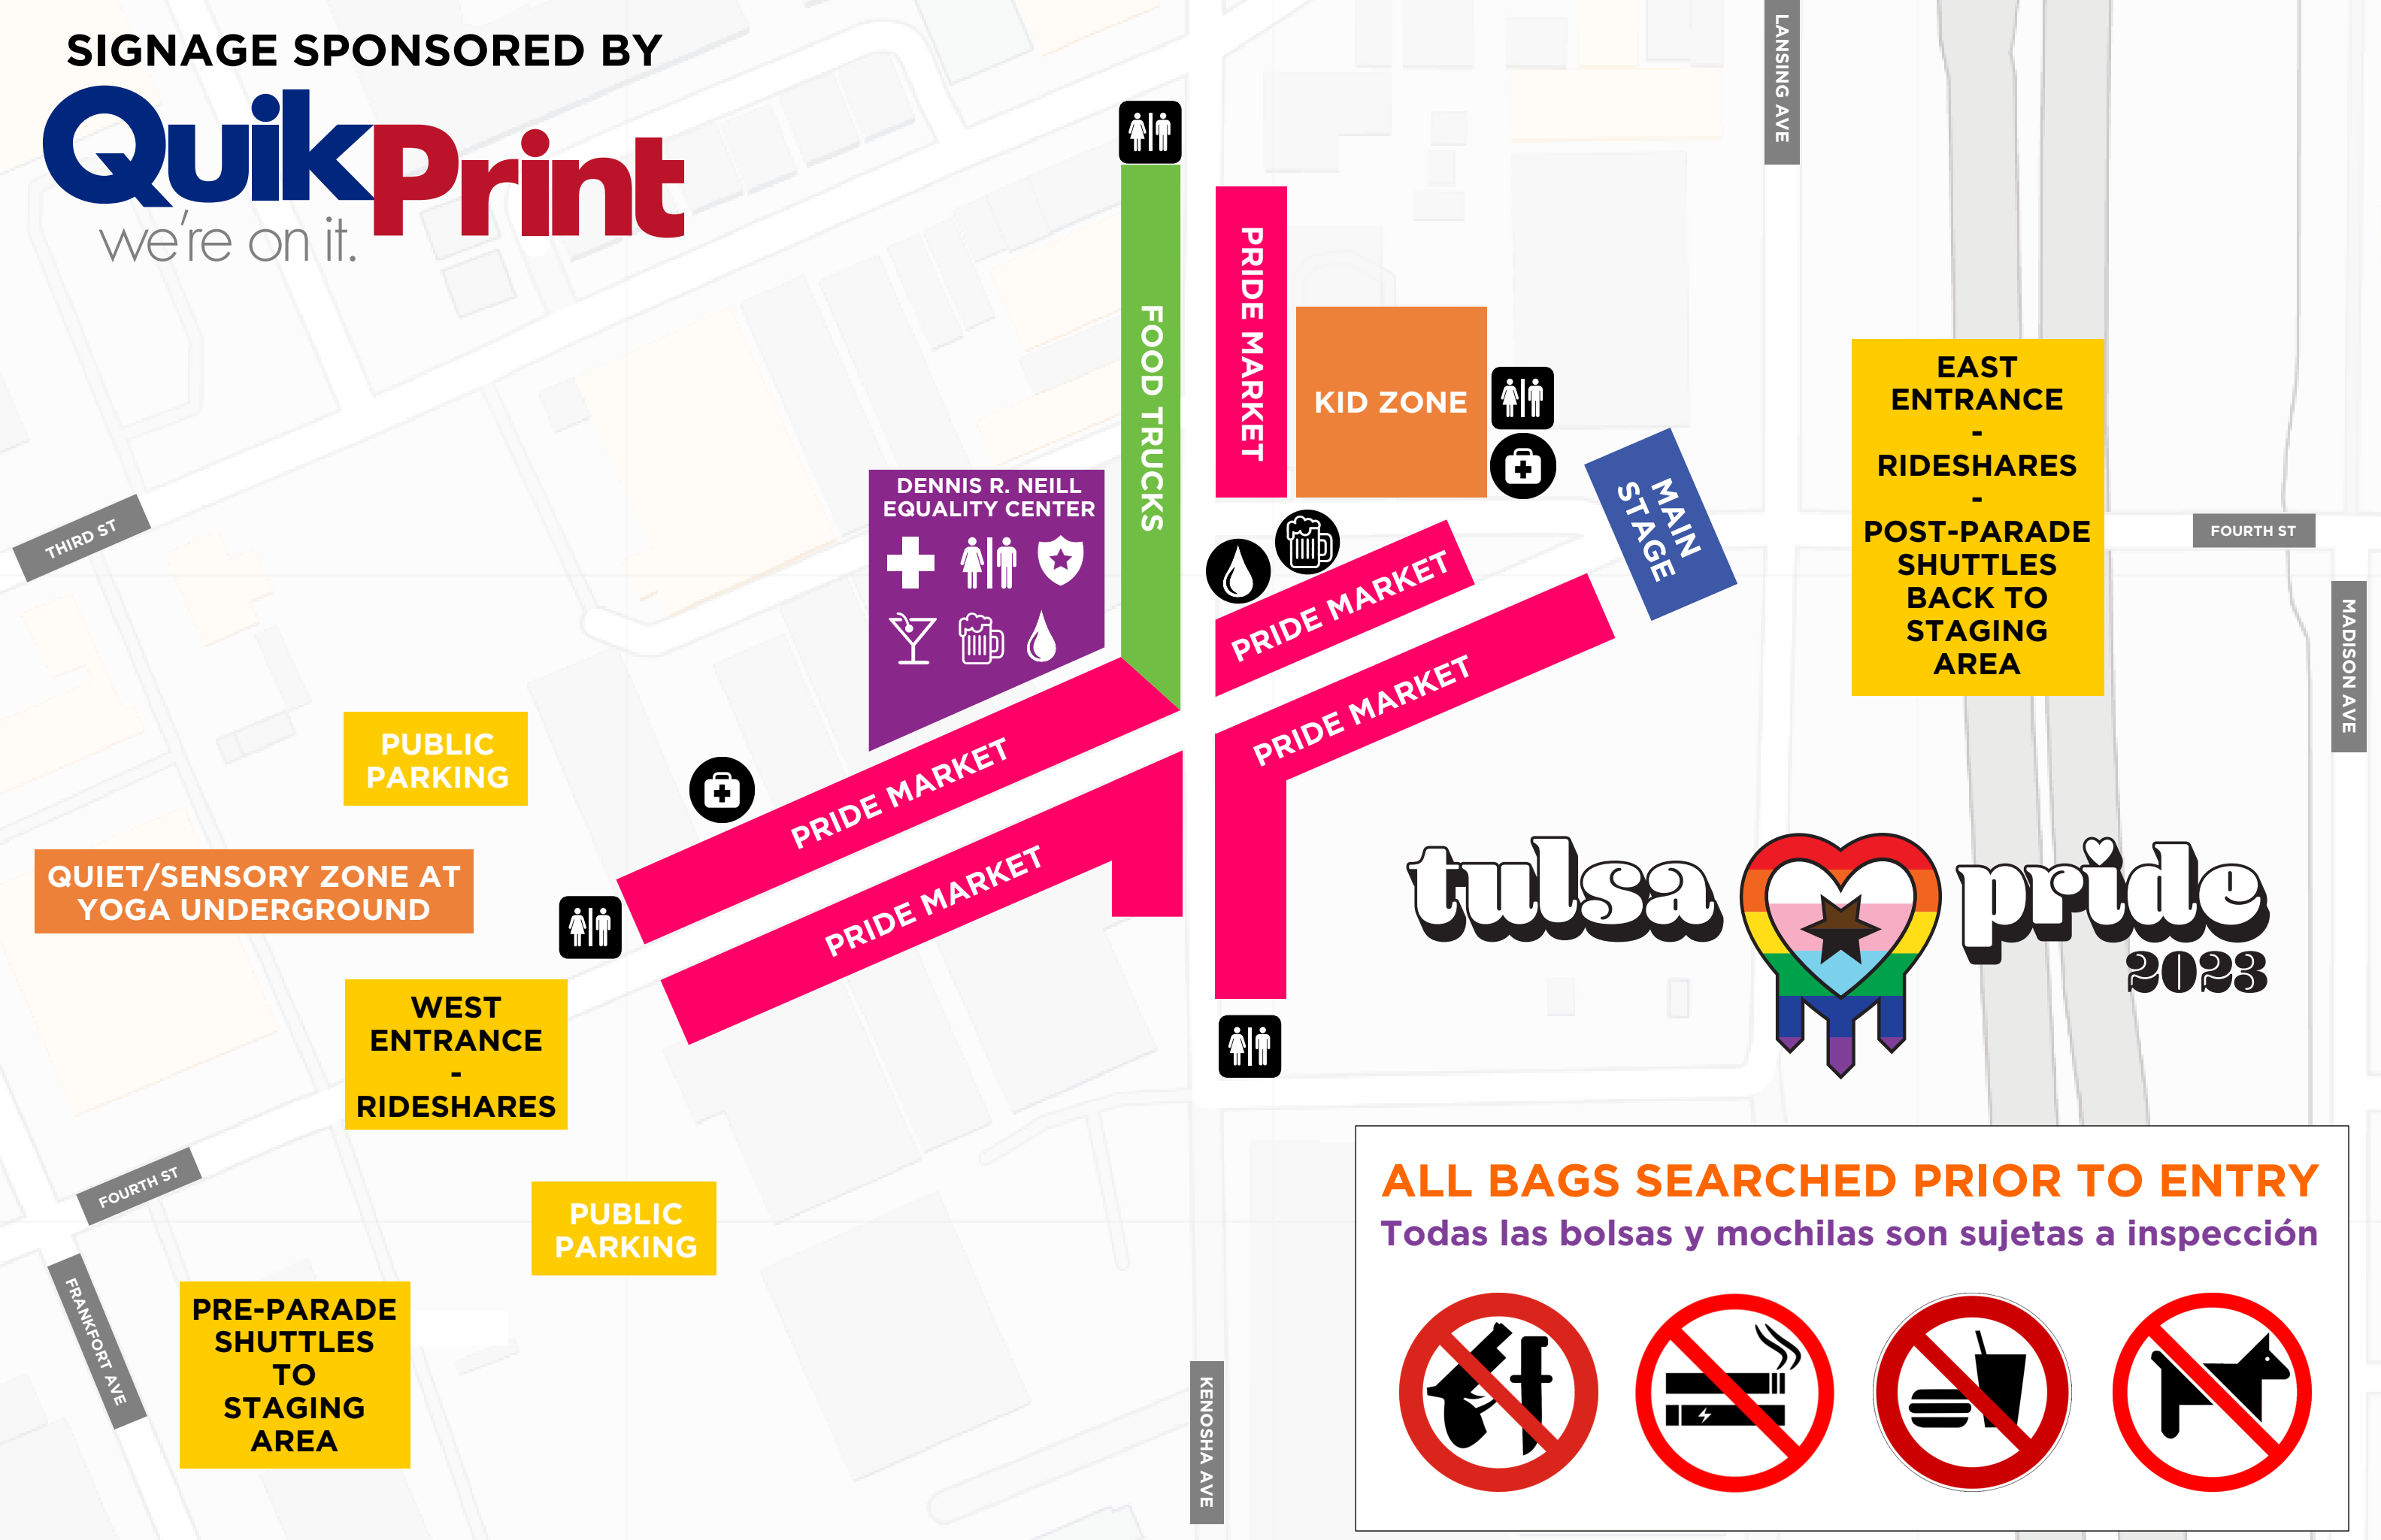 SIGNAGE SPONSORED BY
QuikPrint
we're on it.
LANSING AVE
FOOD TRUCKS
PRIDE MARKET
KID ZONE
EAST
ENTRANCE
-
RIDESHARES
-
POST-PARADE
SHUTTLES
BACK TO
STAGING
AREA
MAIN
STAGE
DENNIS R. NEILL
EQUALITY CENTER
THIRD ST
FOURTH ST
MADISON AVE
PRIDE MARKET
PRIDE MARKET
PUBLIC
PARKING
PRIDE MARKET
PRIDE MARKET
QUIET/SENSORY ZONE AT
YOGA UNDERGROUND
tulsa pride
2023
WEST
ENTRANCE
-
RIDESHARES
FOURTH ST
PUBLIC
PARKING
FRANKFORT AVE
PRE-PARADE
SHUTTLES
TO
STAGING
AREA
KENOSHA AVE
ALL BAGS SEARCHED PRIOR TO ENTRY
Todas las bolsas y mochilas son sujetas a inspección